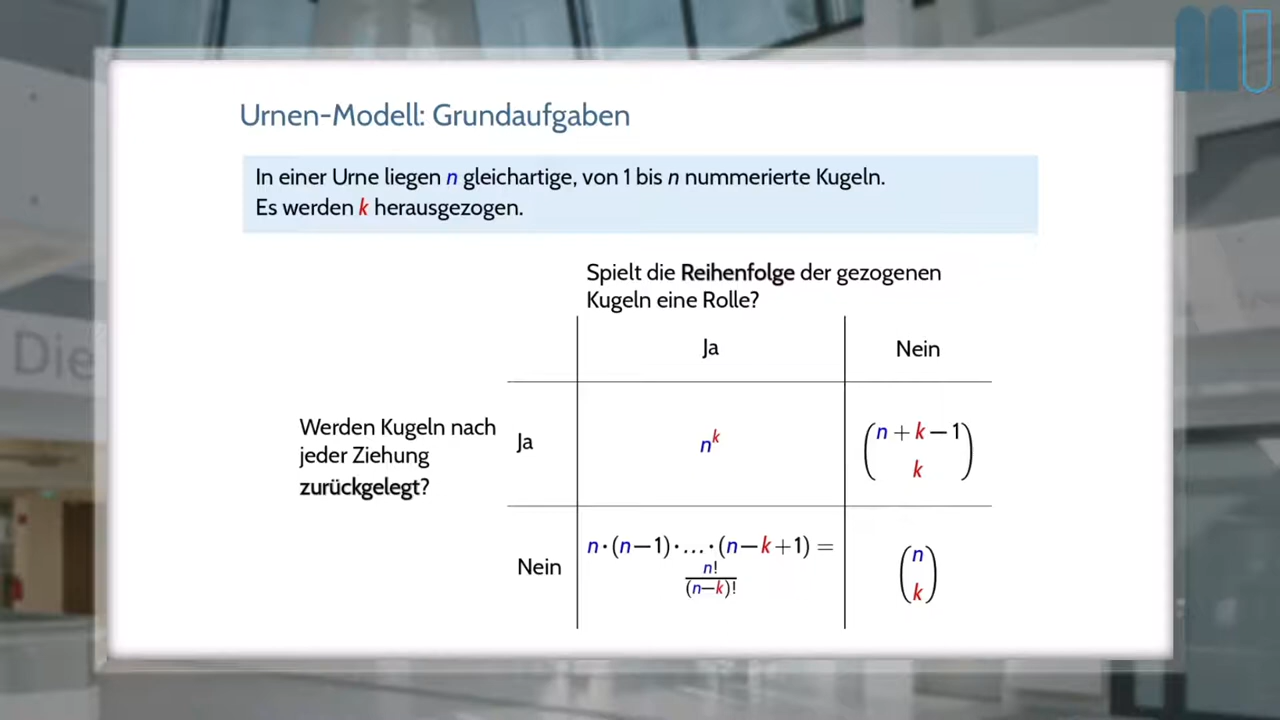 Urnen-Modell: Grundaufgaben
In einer Urne liegen n gleichartige, von 1 bis n nummerierte Kugeln.
Es werden k herausgezogen.
Spielt die Reihenfolge der gezogenen
Kugeln eine Rolle?
Ja
Nein
Werden Kugeln nach
jeder Ziehung
zurückgelegt?
Ja
n^k
(n+k−1
k)
Nein
n·(n−1)·…·(n−k+1) =
n!
(n−k)!
(n
k)
Die